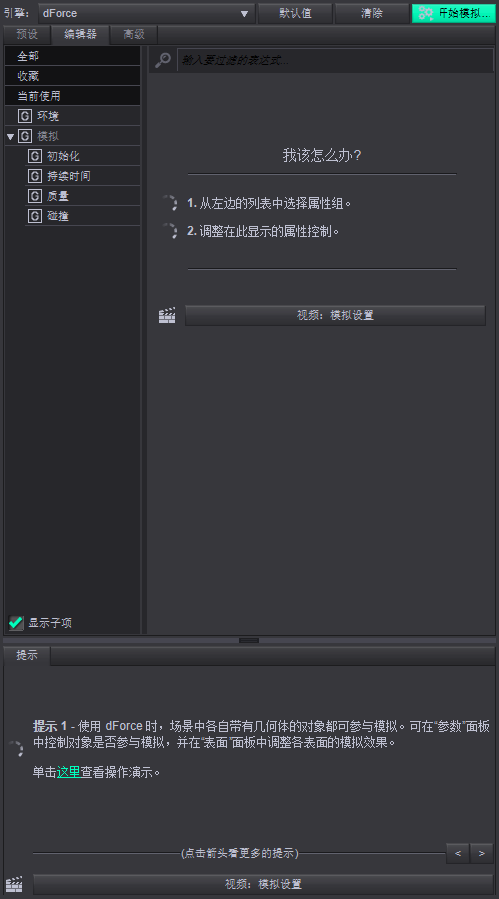 引擎： dForce 默认值 清除 开始模拟...
预设 编辑器 高级
全部
收藏
当前使用
G 环境
G 模拟
G 初始化
G 持续时间
G 质量
G 碰撞
显示子项
输入要过滤的表达式...
我该怎么办?
1. 从左边的列表中选择属性组。
2. 调整在此显示的属性控制。
视频：模拟设置
提示
提示 1 - 使用 dForce 时，场景中各自带有几何体的对象都可参与模拟。可在“参数”面板
中控制对象是否参与模拟，并在“表面”面板中调整各表面的模拟效果。
单击这里查看操作演示。
(点击箭头看更多的提示) < >
视频：模拟设置